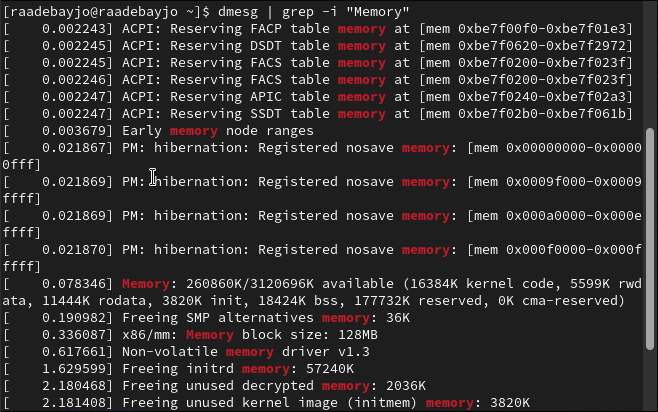 [raadebayjo@raadebayjo ~]$ dmesg | grep -i "Memory"
[    0.002243] ACPI: Reserving FACP table memory at [mem 0xbe7f00f0-0xbe7f01e3]
[    0.002245] ACPI: Reserving DSDT table memory at [mem 0xbe7f0620-0xbe7f2972]
[    0.002245] ACPI: Reserving FACS table memory at [mem 0xbe7f0200-0xbe7f023f]
[    0.002246] ACPI: Reserving FACS table memory at [mem 0xbe7f0200-0xbe7f023f]
[    0.002247] ACPI: Reserving APIC table memory at [mem 0xbe7f0240-0xbe7f02a3]
[    0.002247] ACPI: Reserving SSDT table memory at [mem 0xbe7f02b0-0xbe7f061b]
[    0.003679] Early memory node ranges
[    0.021867] PM: hibernation: Registered nosave memory: [mem 0x00000000-0x0000
0fff]
[    0.021869] PM: hibernation: Registered nosave memory: [mem 0x0009f000-0x0009
ffff]
[    0.021869] PM: hibernation: Registered nosave memory: [mem 0x000a0000-0x000e
ffff]
[    0.021870] PM: hibernation: Registered nosave memory: [mem 0x000f0000-0x000f
ffff]
[    0.078346] Memory: 260860K/3120696K available (16384K kernel code, 5599K rwd
ata, 11444K rodata, 3820K init, 18424K bss, 177732K reserved, 0K cma-reserved)
[    0.190982] Freeing SMP alternatives memory: 36K
[    0.336087] x86/mm: Memory block size: 128MB
[    0.617661] Non-volatile memory driver v1.3
[    1.629599] Freeing initrd memory: 57240K
[    2.180468] Freeing unused decrypted memory: 2036K
[    2.181408] Freeing unused kernel image (initmem) memory: 3820K